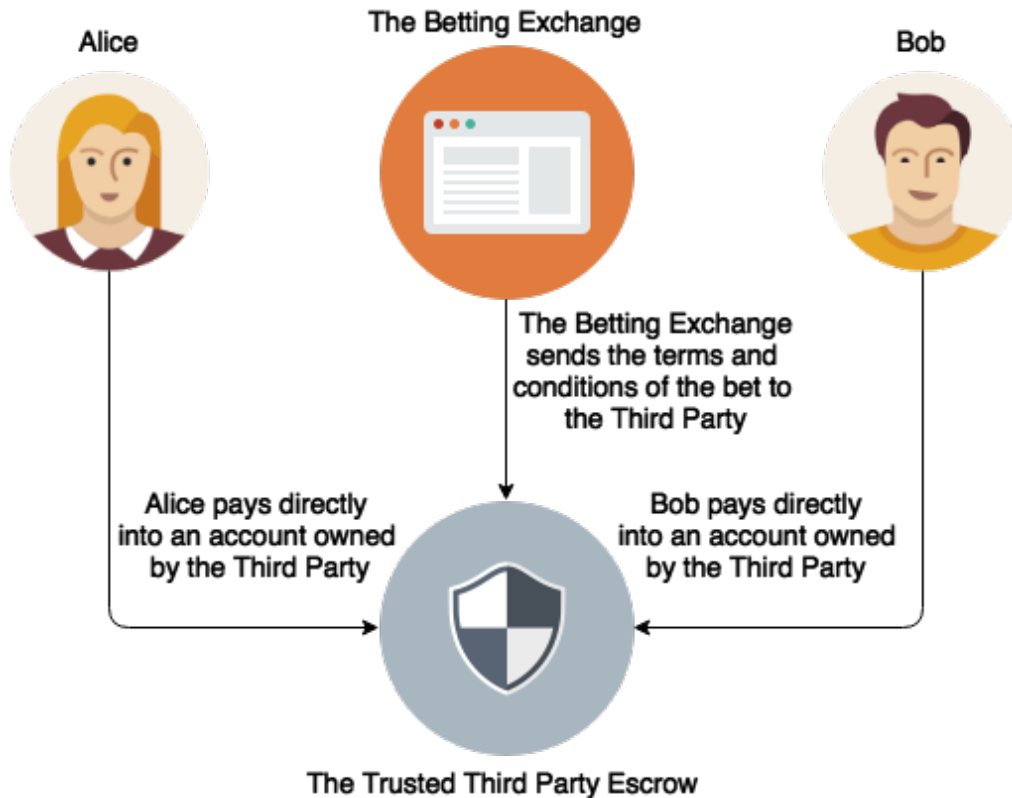 Alice
The Betting Exchange
Bob
The Betting Exchange
sends the terms and
conditions of the bet to
the Third Party
Alice pays directly
into an account owned
by the Third Party
Bob pays directly
into an account owned
by the Third Party
The Trusted Third Party Escrow